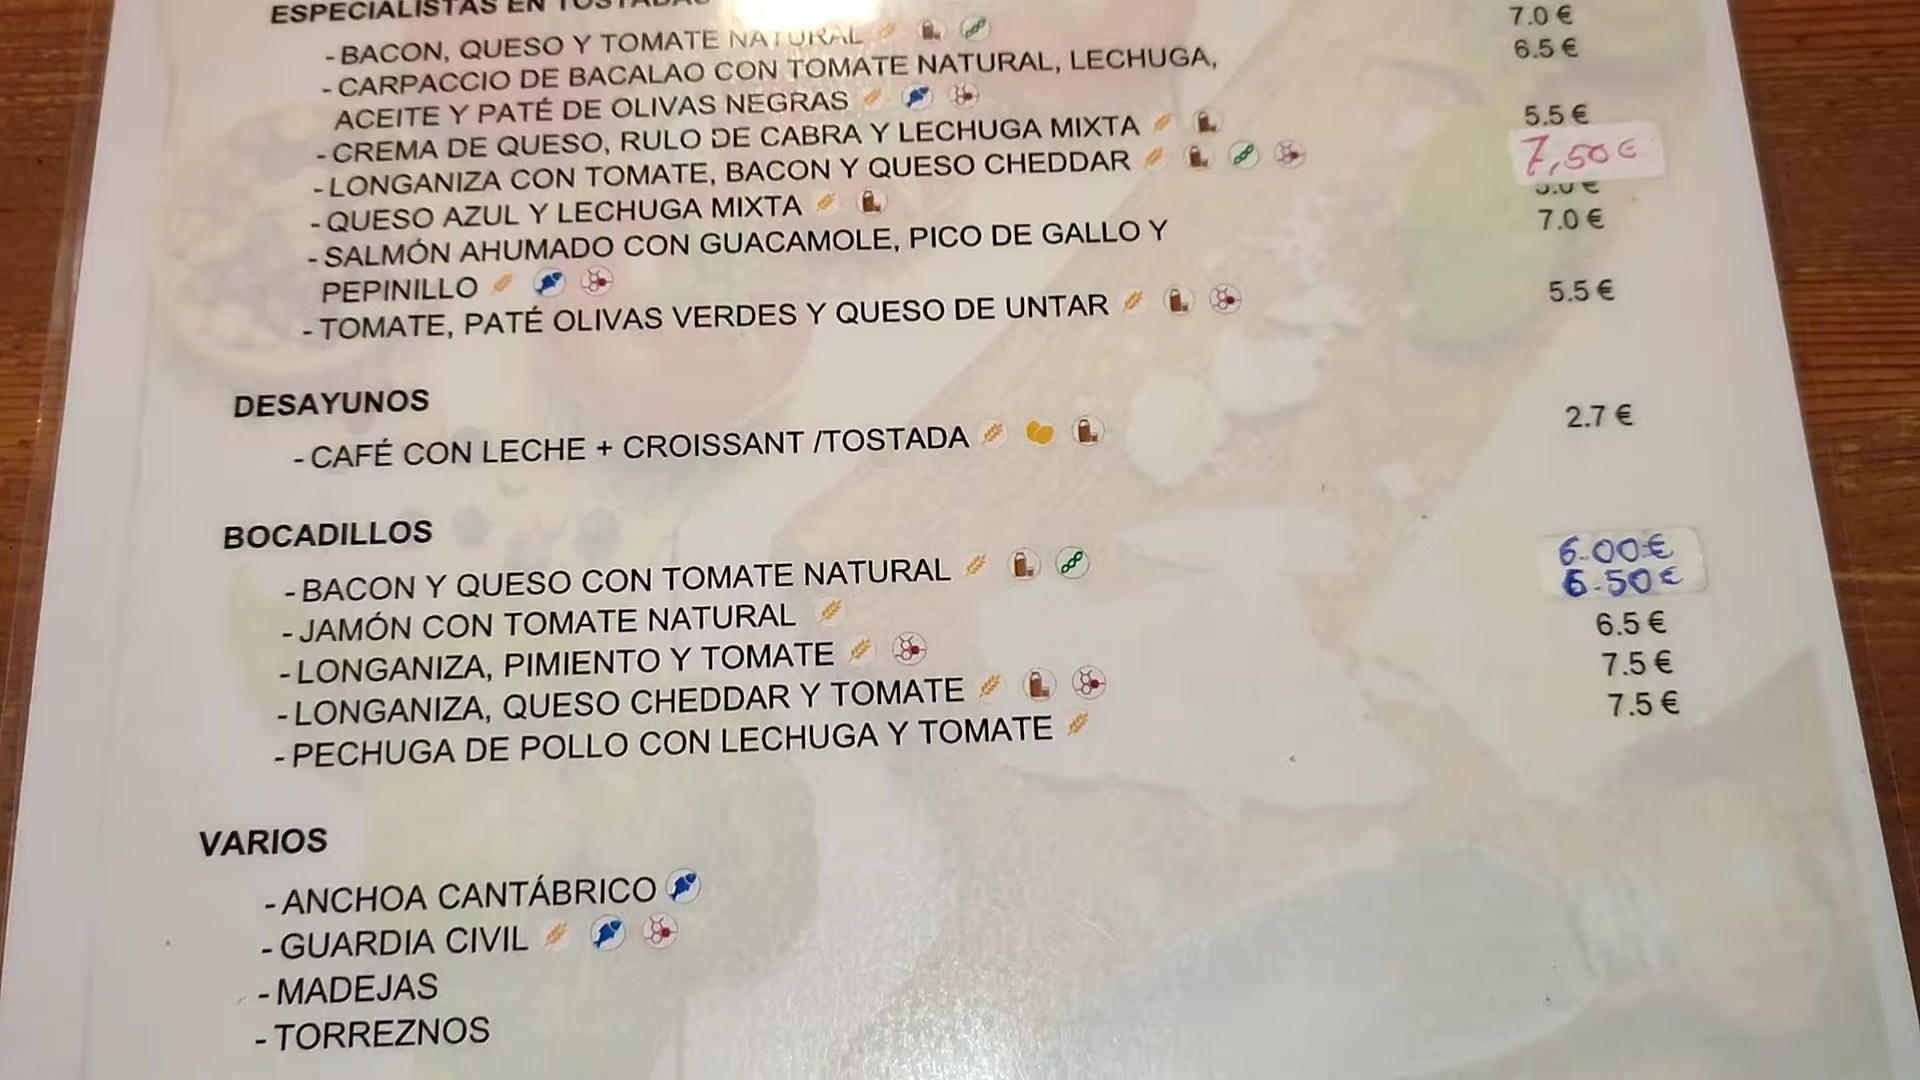 ESPECIALISTAS EN TOSTADAS
7.0 €
- BACON, QUESO Y TOMATE NATURAL
6.5 €
- CARPACCIO DE BACALAO CON TOMATE NATURAL, LECHUGA,
ACEITE Y PATÉ DE OLIVAS NEGRAS
5.5 €
- CREMA DE QUESO, RULO DE CABRA Y LECHUGA MIXTA
7,50 €
- LONGANIZA CON TOMATE, BACON Y QUESO CHEDDAR
- QUESO AZUL Y LECHUGA MIXTA
7.0 €
- SALMÓN AHUMADO CON GUACAMOLE, PICO DE GALLO Y
PEPINILLO
5.5 €
- TOMATE, PATÉ OLIVAS VERDES Y QUESO DE UNTAR
DESAYUNOS
2.7 €
- CAFÉ CON LECHE + CROISSANT /TOSTADA
BOCADILLOS
6.00 €
- BACON Y QUESO CON TOMATE NATURAL
6.50 €
- JAMÓN CON TOMATE NATURAL
6.5 €
- LONGANIZA, PIMIENTO Y TOMATE
7.5 €
- LONGANIZA, QUESO CHEDDAR Y TOMATE
7.5 €
- PECHUGA DE POLLO CON LECHUGA Y TOMATE
VARIOS
- ANCHOA CANTÁBRICO
- GUARDIA CIVIL
- MADEJAS
- TORREZNOS